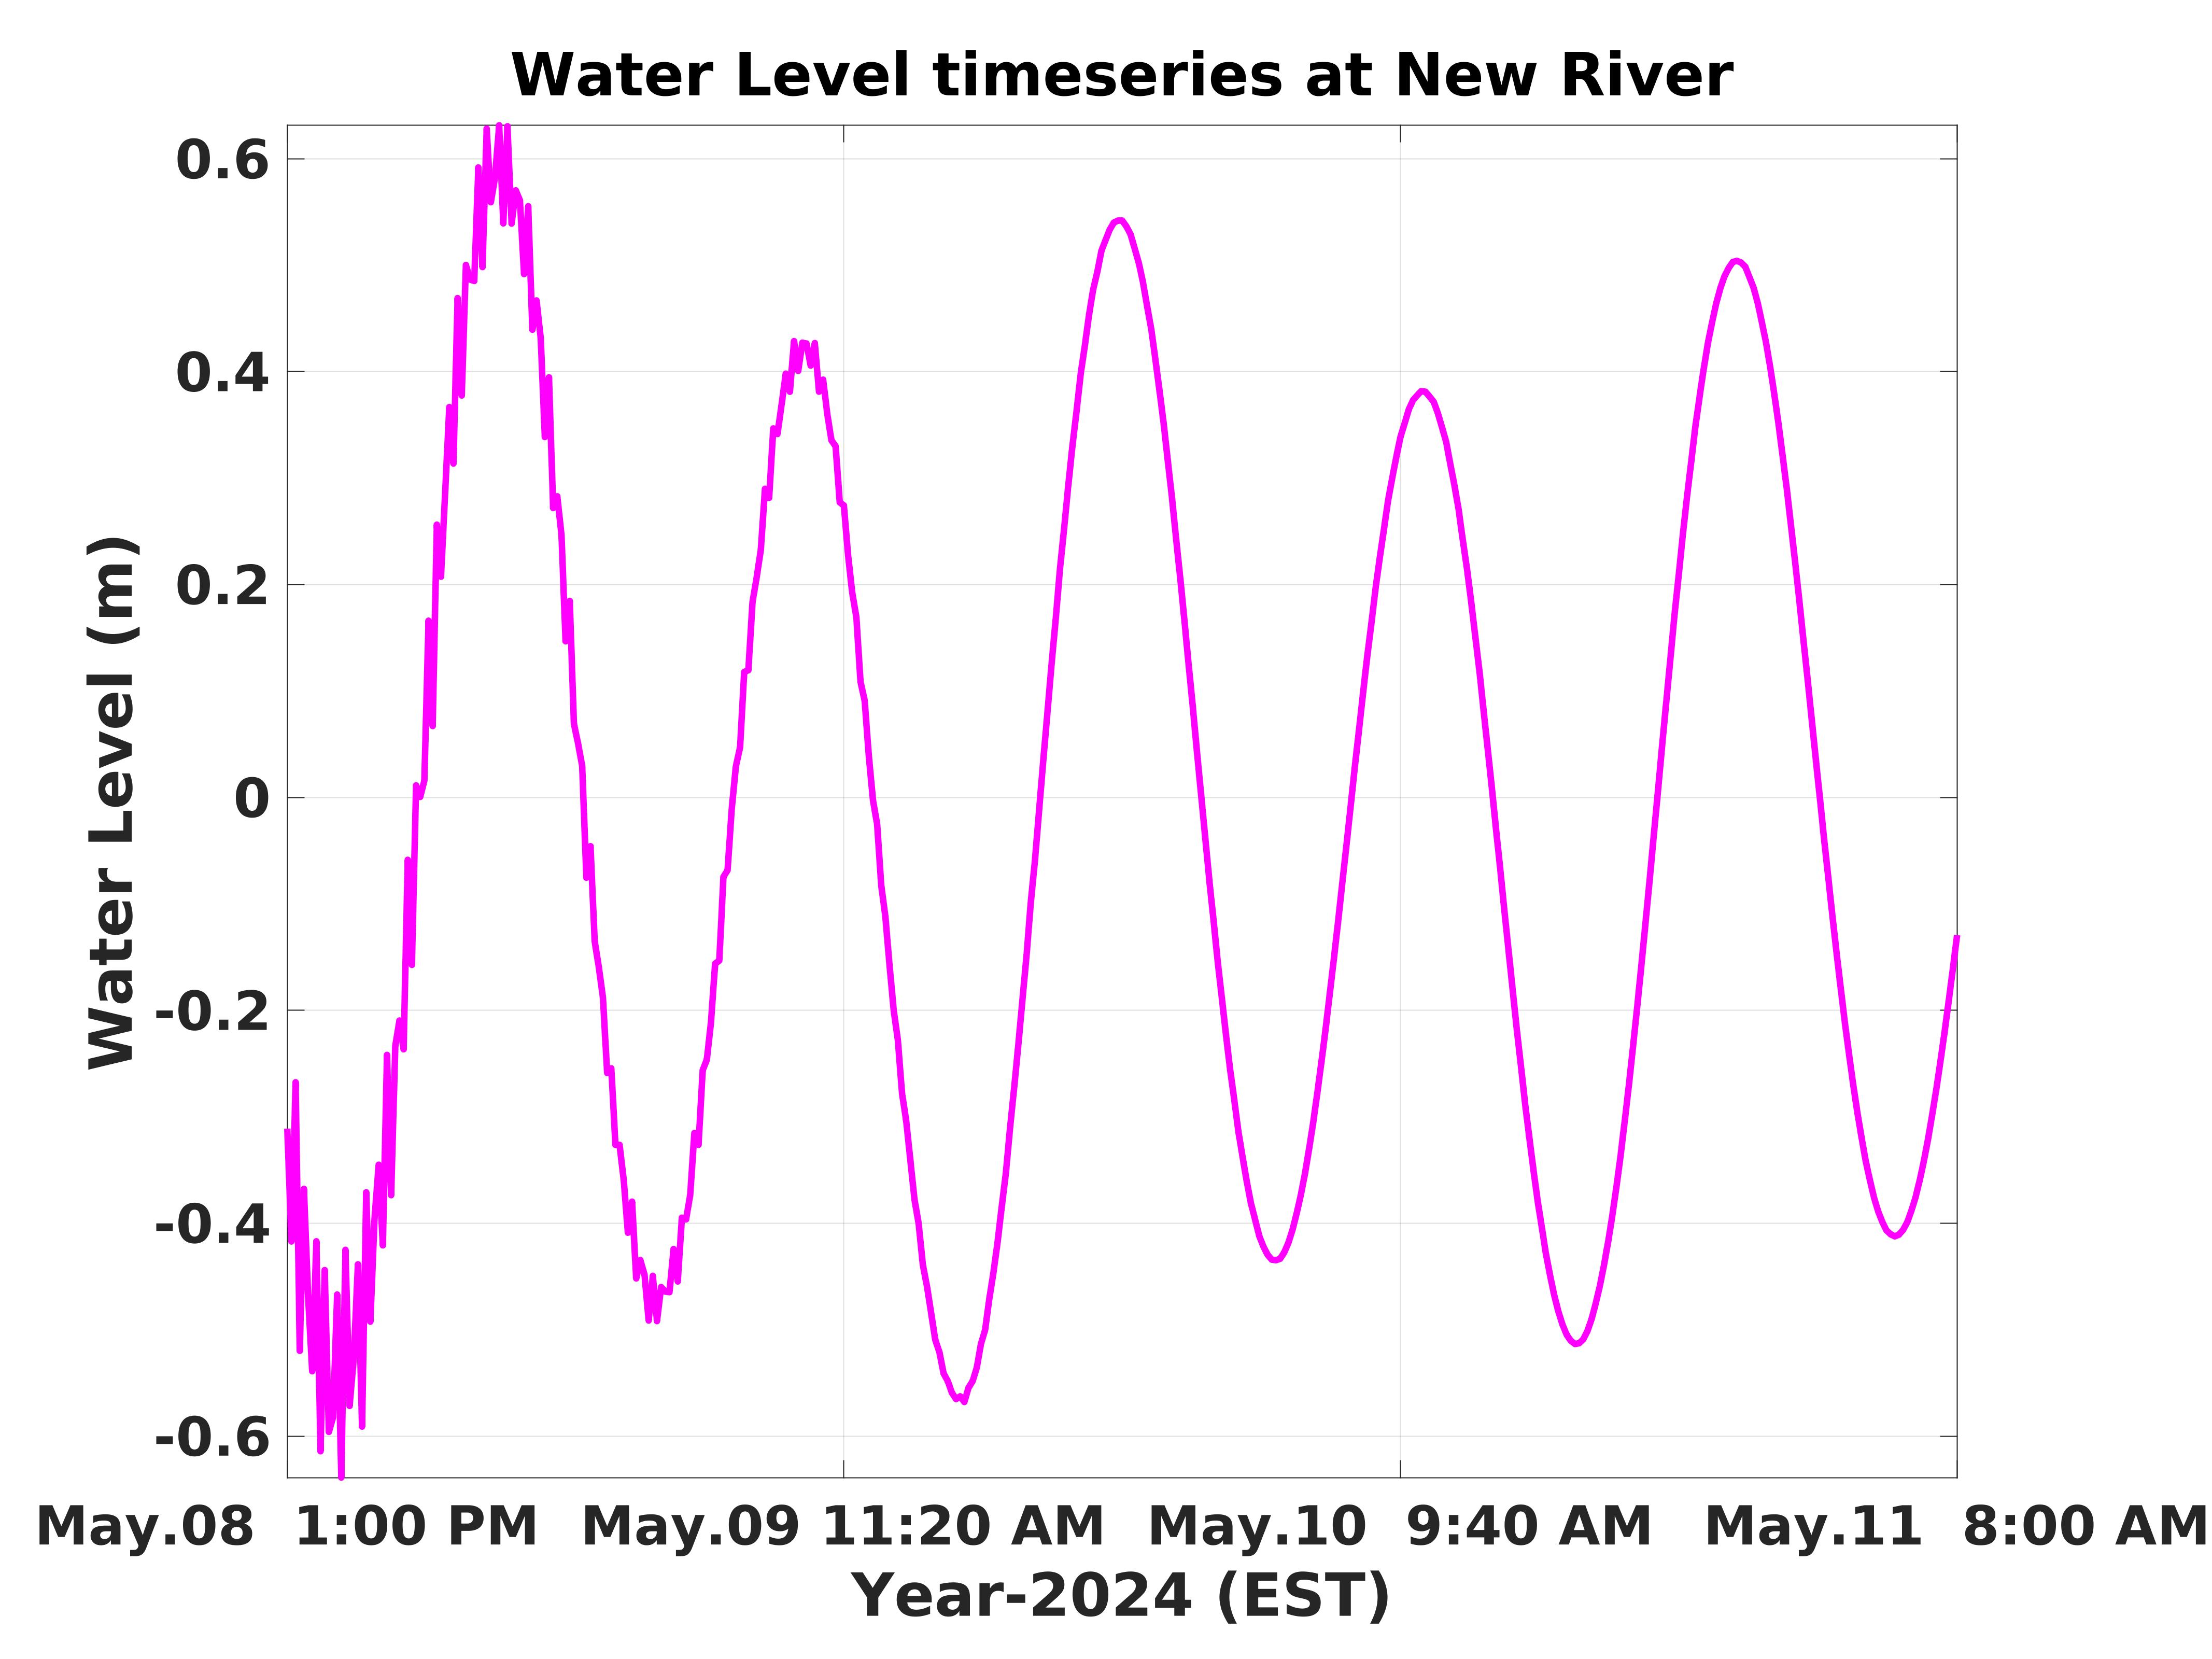 Water Level timeseries at New River
Water Level (m)
0.6
0.4
0.2
0
-0.2
-0.4
-0.6
May.08 1:00 PM May.09 11:20 AM May.10 9:40 AM May.11 8:00 AM
Year-2024 (EST)